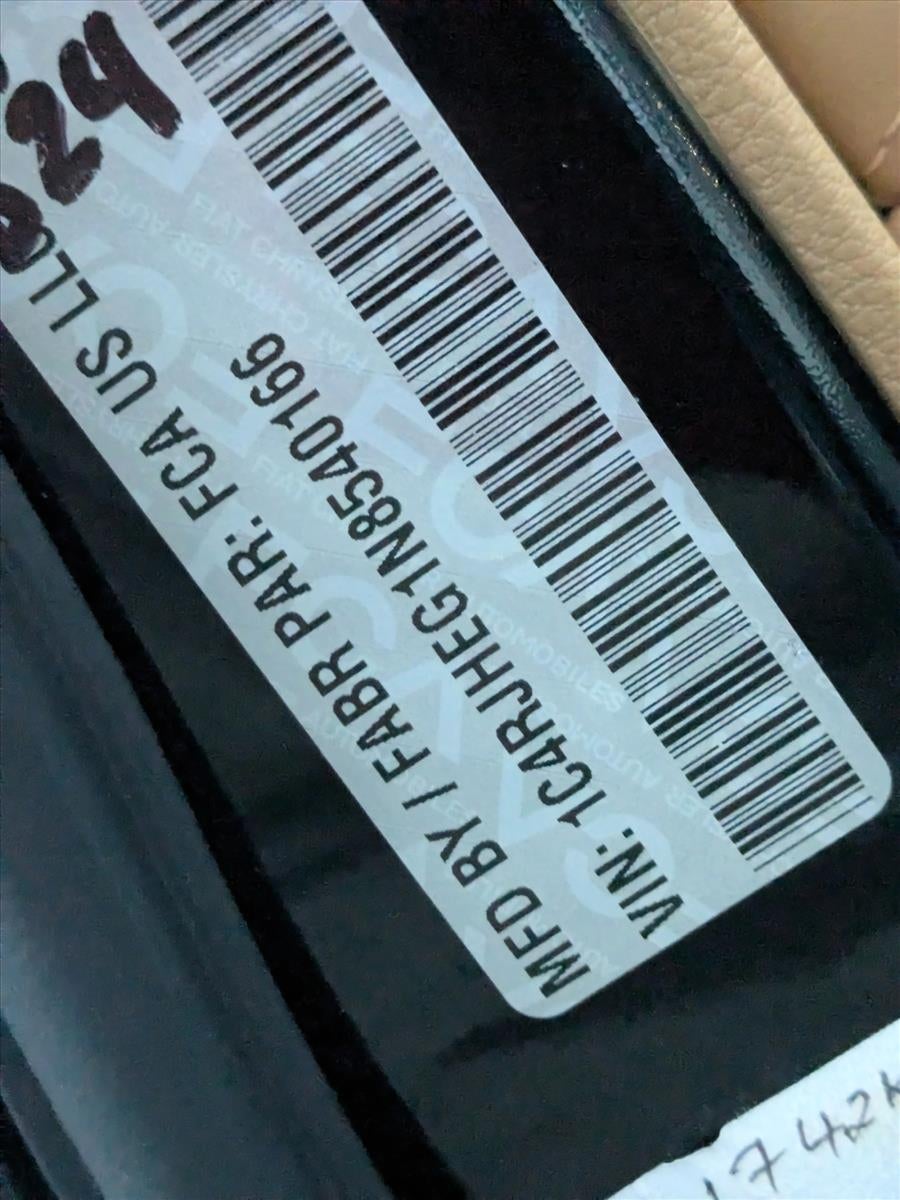 24
MFD BY / FABR PAR: FCA US LLC
VIN: 1C4RJHEG1N8540166